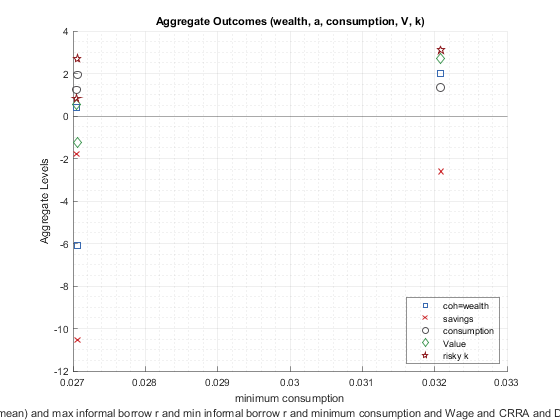 Aggregate Outcomes (wealth, a, consumption, V, k)
Aggregate Levels
4
2
0
-2
-4
-6
-8
-10
-12
0.027
0.028
0.029
0.03
0.031
0.032
0.033
coh=wealth
savings
consumption
Value
risky k
minimum consumption
mean) and max informal borrow r and min informal borrow r and minimum consumption and Wage and CRRA and